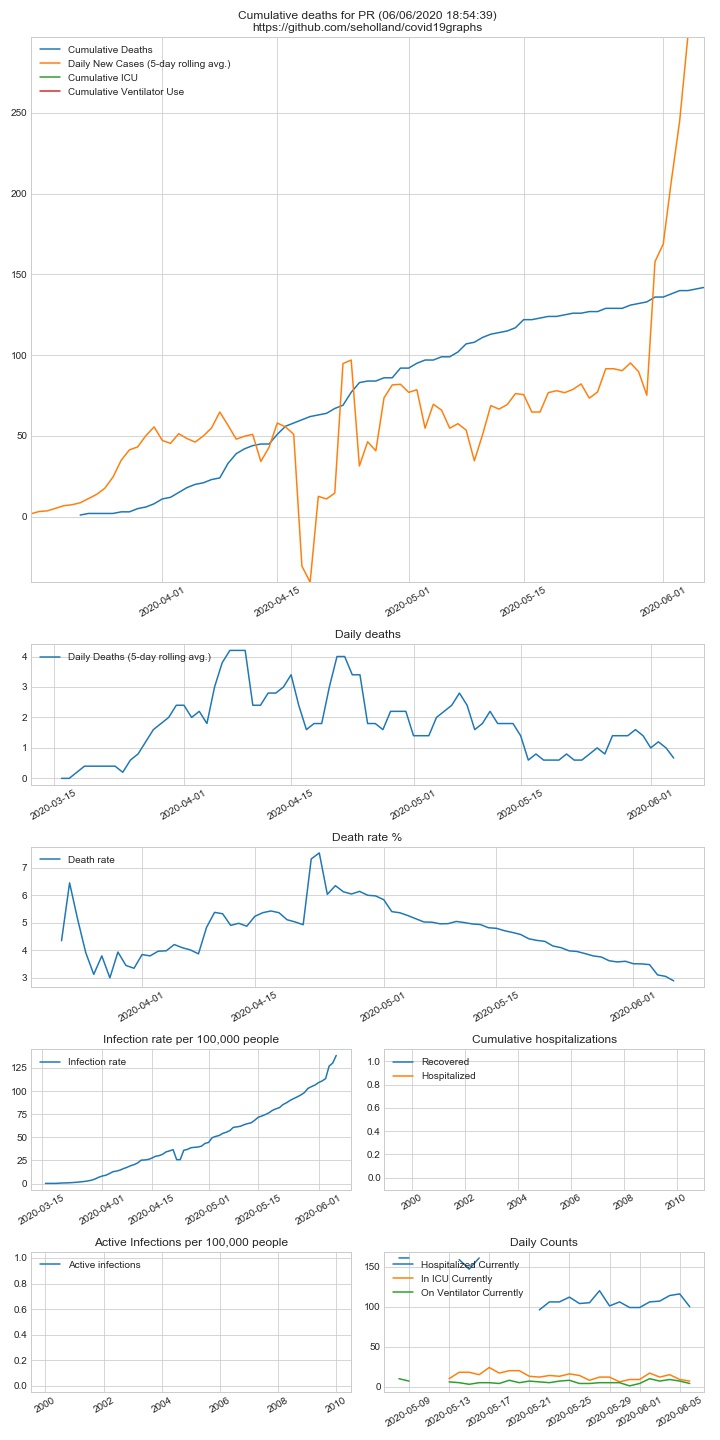 Cumulative deaths for PR (06/06/2020 18:54:39)
https://github.com/seholland/covid19graphs
Cumulative Deaths
Daily New Cases (5-day rolling avg.)
Cumulative ICU
Cumulative Ventilator Use
250
200
150
100
50
0
2020-04-01 2020-04-15 2020-05-01 2020-05-15 2020-06-01
Daily deaths
Daily Deaths (5-day rolling avg.)
4
3
2
1
0
2020-03-15 2020-04-01 2020-04-15 2020-05-01 2020-05-15 2020-06-01
Death rate %
Death rate
7
6
5
4
3
2020-04-01 2020-04-15 2020-05-01 2020-05-15 2020-06-01
Infection rate per 100,000 people
Infection rate
125
100
75
50
25
0
2020-03-15 2020-04-01 2020-04-15 2020-05-01 2020-05-15 2020-06-01
Cumulative hospitalizations
Recovered
Hospitalized
1.0
0.8
0.6
0.4
0.2
0.0
2000 2002 2004 2006 2008 2010
Active Infections per 100,000 people
Active infections
1.0
0.8
0.6
0.4
0.2
0.0
2000 2002 2004 2006 2008 2010
Daily Counts
Hospitalized Currently
In ICU Currently
On Ventilator Currently
150
100
50
0
2020-05-09 2020-05-13 2020-05-17 2020-05-21 2020-05-25 2020-05-29 2020-06-01 2020-06-05